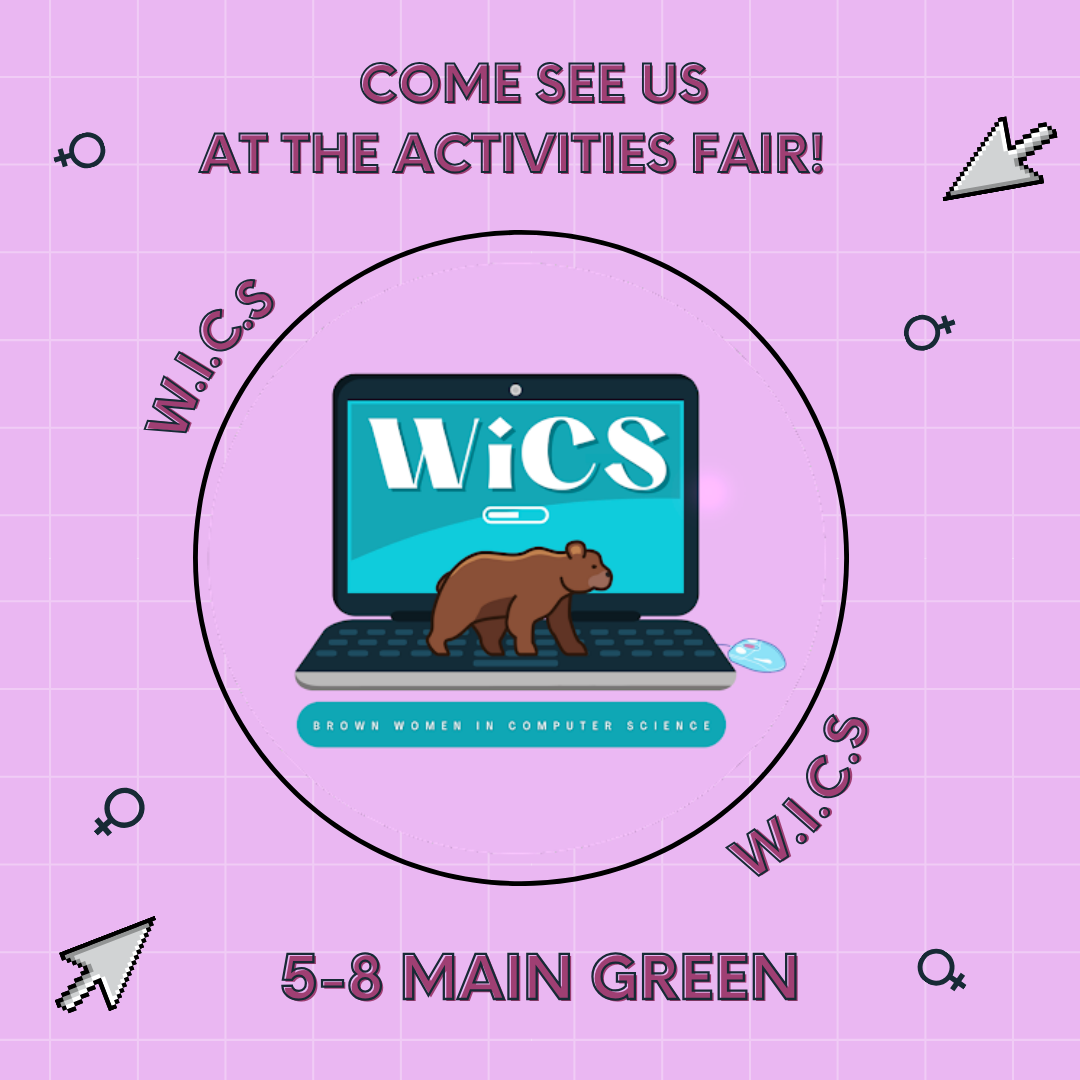 COME SEE US
AT THE ACTIVITIES FAIR!
W.I.C.S
WiCS
BROWN WOMEN IN COMPUTER SCIENCE
W.I.C.S
5-8 MAIN GREEN